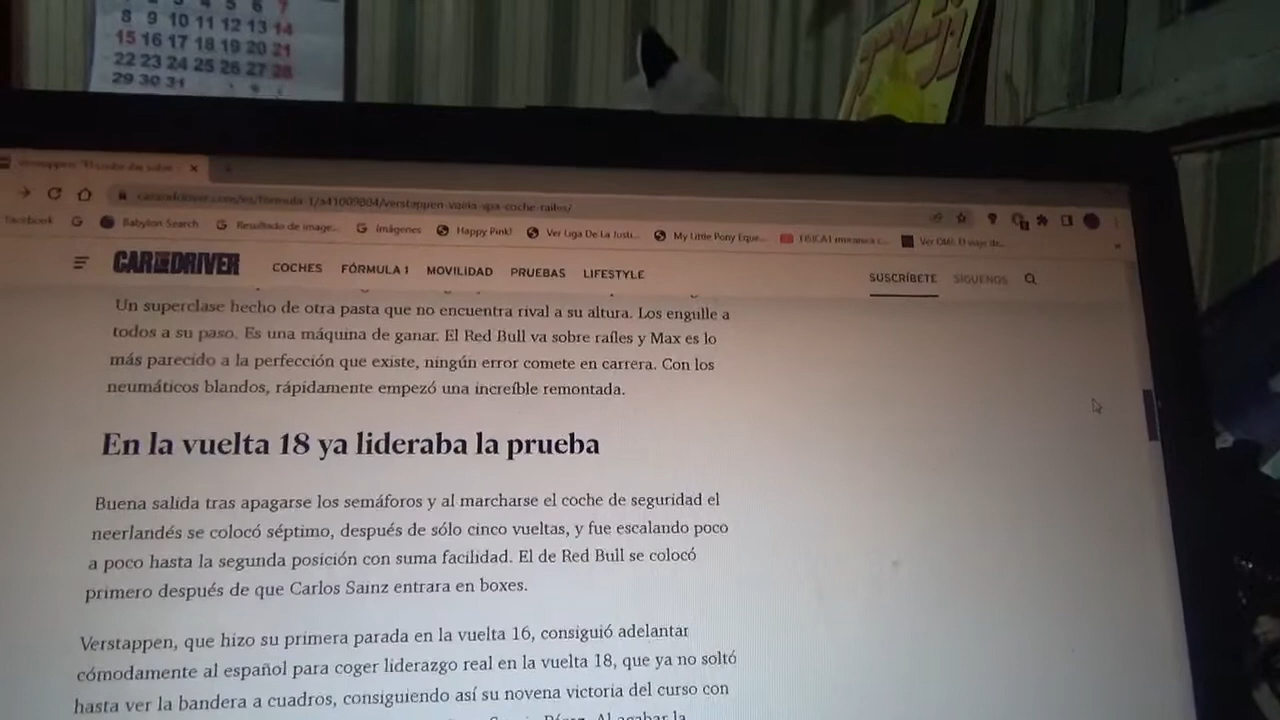 4 5 6 7
8 9 10 11 12 13 14
15 16 17 18 19 20 21
22 23 24 25 26 27 28
29 30 31
Facebook Babylon Search Resultado de image... imágenes Happy Pink! Ver Liga De La Justi... My Little Pony Eque...
CAR AND DRIVER COCHES FÓRMULA 1 MOVILIDAD PRUEBAS LIFESTYLE SUSCRÍBETE SÍGUENOS
Un superclase hecho de otra pasta que no encuentra rival a su altura. Los engulle a
todos a su paso. Es una máquina de ganar. El Red Bull va sobre raíles y Max es lo
más parecido a la perfección que existe, ningún error comete en carrera. Con los
neumáticos blandos, rápidamente empezó una increíble remontada.
En la vuelta 18 ya lideraba la prueba
Buena salida tras apagarse los semáforos y al marcharse el coche de seguridad el
neerlandés se colocó séptimo, después de sólo cinco vueltas, y fue escalando poco
a poco hasta la segunda posición con suma facilidad. El de Red Bull se colocó
primero después de que Carlos Sainz entrara en boxes.
Verstappen, que hizo su primera parada en la vuelta 16, consiguió adelantar
cómodamente al español para coger liderazgo real en la vuelta 18, que ya no soltó
hasta ver la bandera a cuadros, consiguiendo así su novena victoria del curso con